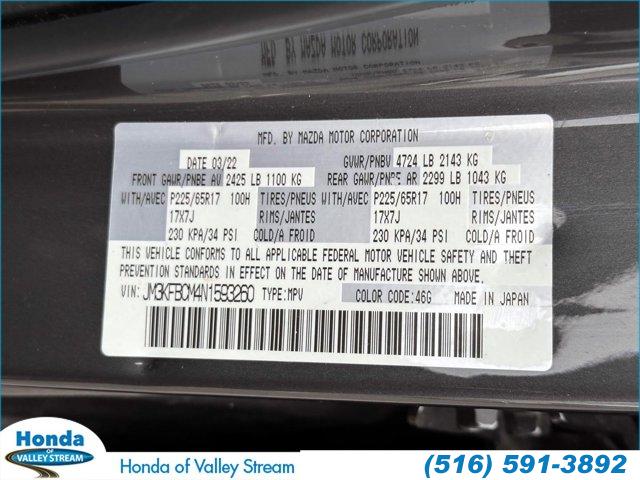 MFD. BY MAZDA MOTOR CORPORATION
MFD. BY MAZDA MOTOR CORPORATION
DATE 03/22 GVWR/PNBV 4724 LB 2143 KG
FRONT GAWR/PNBE AV 2425 LB 1100 KG REAR GAWR/PNBE AR 2299 LB 1043 KG
WITH/AVEC P225/65R17 100H TIRES/PNEUS WITH/AVEC P225/65R17 100H TIRES/PNEUS
17X7J RIMS/JANTES 17X7J RIMS/JANTES
230 KPA/34 PSI COLD/A FROID 230 KPA/34 PSI COLD/A FROID
THIS VEHICLE CONFORMS TO ALL APPLICABLE FEDERAL MOTOR VEHICLE SAFETY AND THEFT
PREVENTION STANDARDS IN EFFECT ON THE DATE OF MANUFACTURE SHOWN ABOVE.
VIN: JM3KFBCM4N1593260 TYPE:MPV COLOR CODE:46G MADE IN JAPAN
Honda
OF
VALLEY STREAM
Honda of Valley Stream
(516) 591-3892